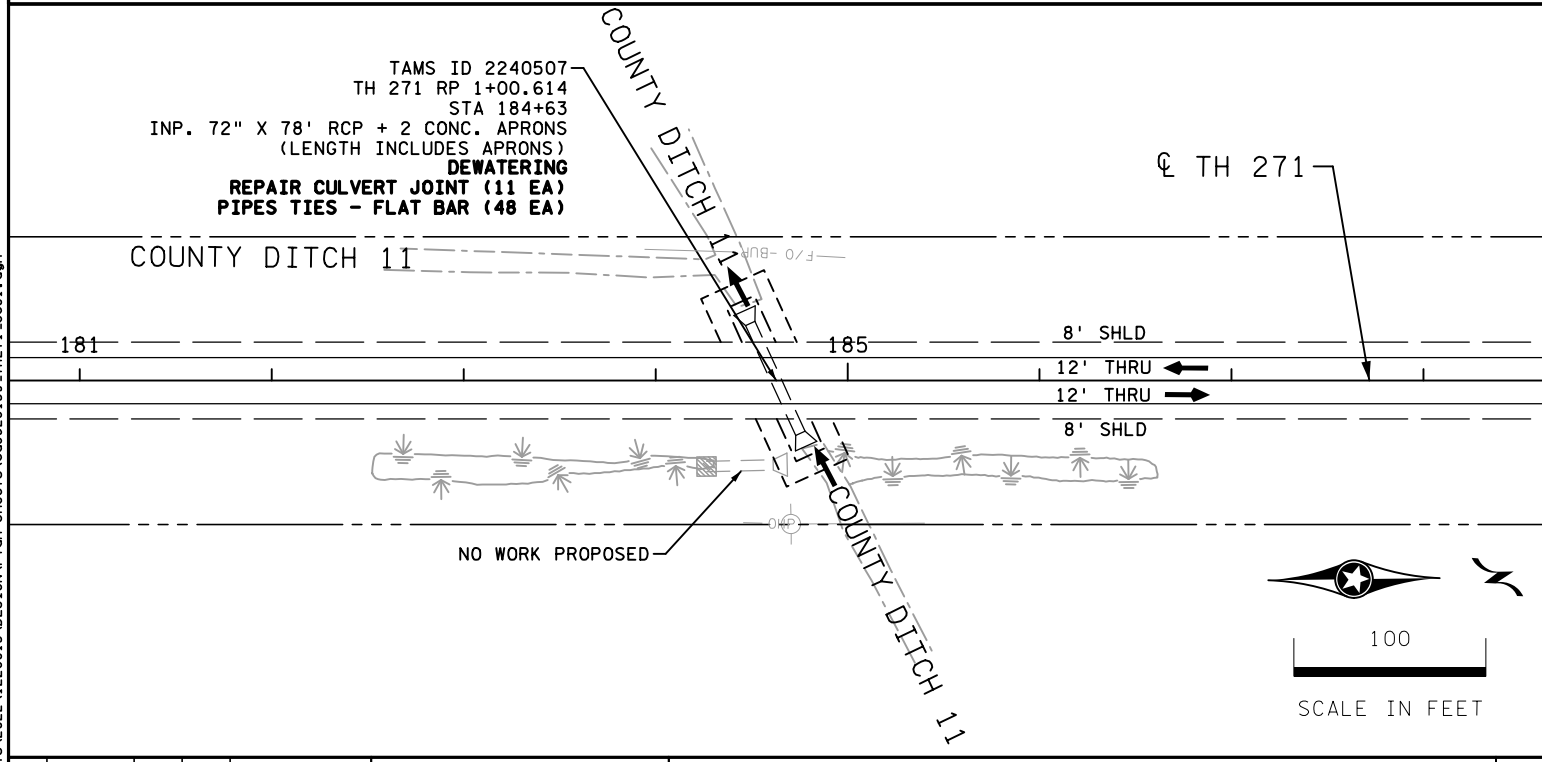 COUNTY DITCH 11
TAMS ID 2240507
TH 271 RP 1+00.614
STA 184+63
INP. 72" X 78' RCP + 2 CONC. APRONS
(LENGTH INCLUDES APRONS)
DEWATERING
REPAIR CULVERT JOINT (11 EA)
PIPES TIES - FLAT BAR (48 EA)
℄ TH 271
COUNTY DITCH 11
F/O -BUP-
181
185
8' SHLD
12' THRU
12' THRU
8' SHLD
OHP
COUNTY DITCH 11
NO WORK PROPOSED
Z
100
SCALE IN FEET